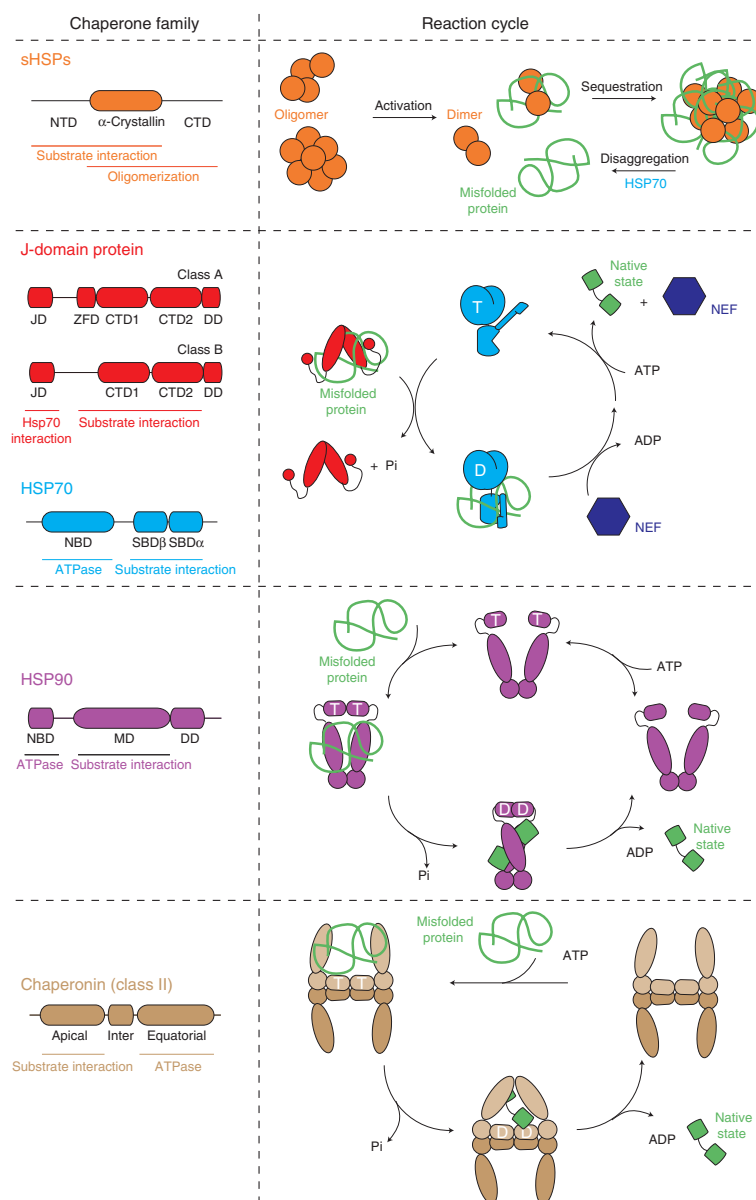 Chaperone family
Reaction cycle
sHSPs
NTD
α-Crystallin
CTD
Substrate interaction
Oligomerization
Oligomer
Activation
Dimer
Sequestration
Disaggregation
HSP70
Misfolded
protein
J-domain protein
Class A
JD
ZFD
CTD1
CTD2
DD
Class B
JD
CTD1
CTD2
DD
Hsp70
interaction
Substrate interaction
HSP70
NBD
SBDβ
SBDα
ATPase
Substrate interaction
Misfolded
protein
+ Pi
T
D
Native
state
+
NEF
ATP
ADP
NEF
HSP90
NBD
MD
DD
ATPase
Substrate interaction
Misfolded
protein
T
T
ATP
T
T
D
D
Pi
ADP
Native
state
Chaperonin (class II)
Apical
Inter
Equatorial
Substrate interaction
ATPase
Misfolded
protein
ATP
T
T
Pi
D
D
ADP
Native
state